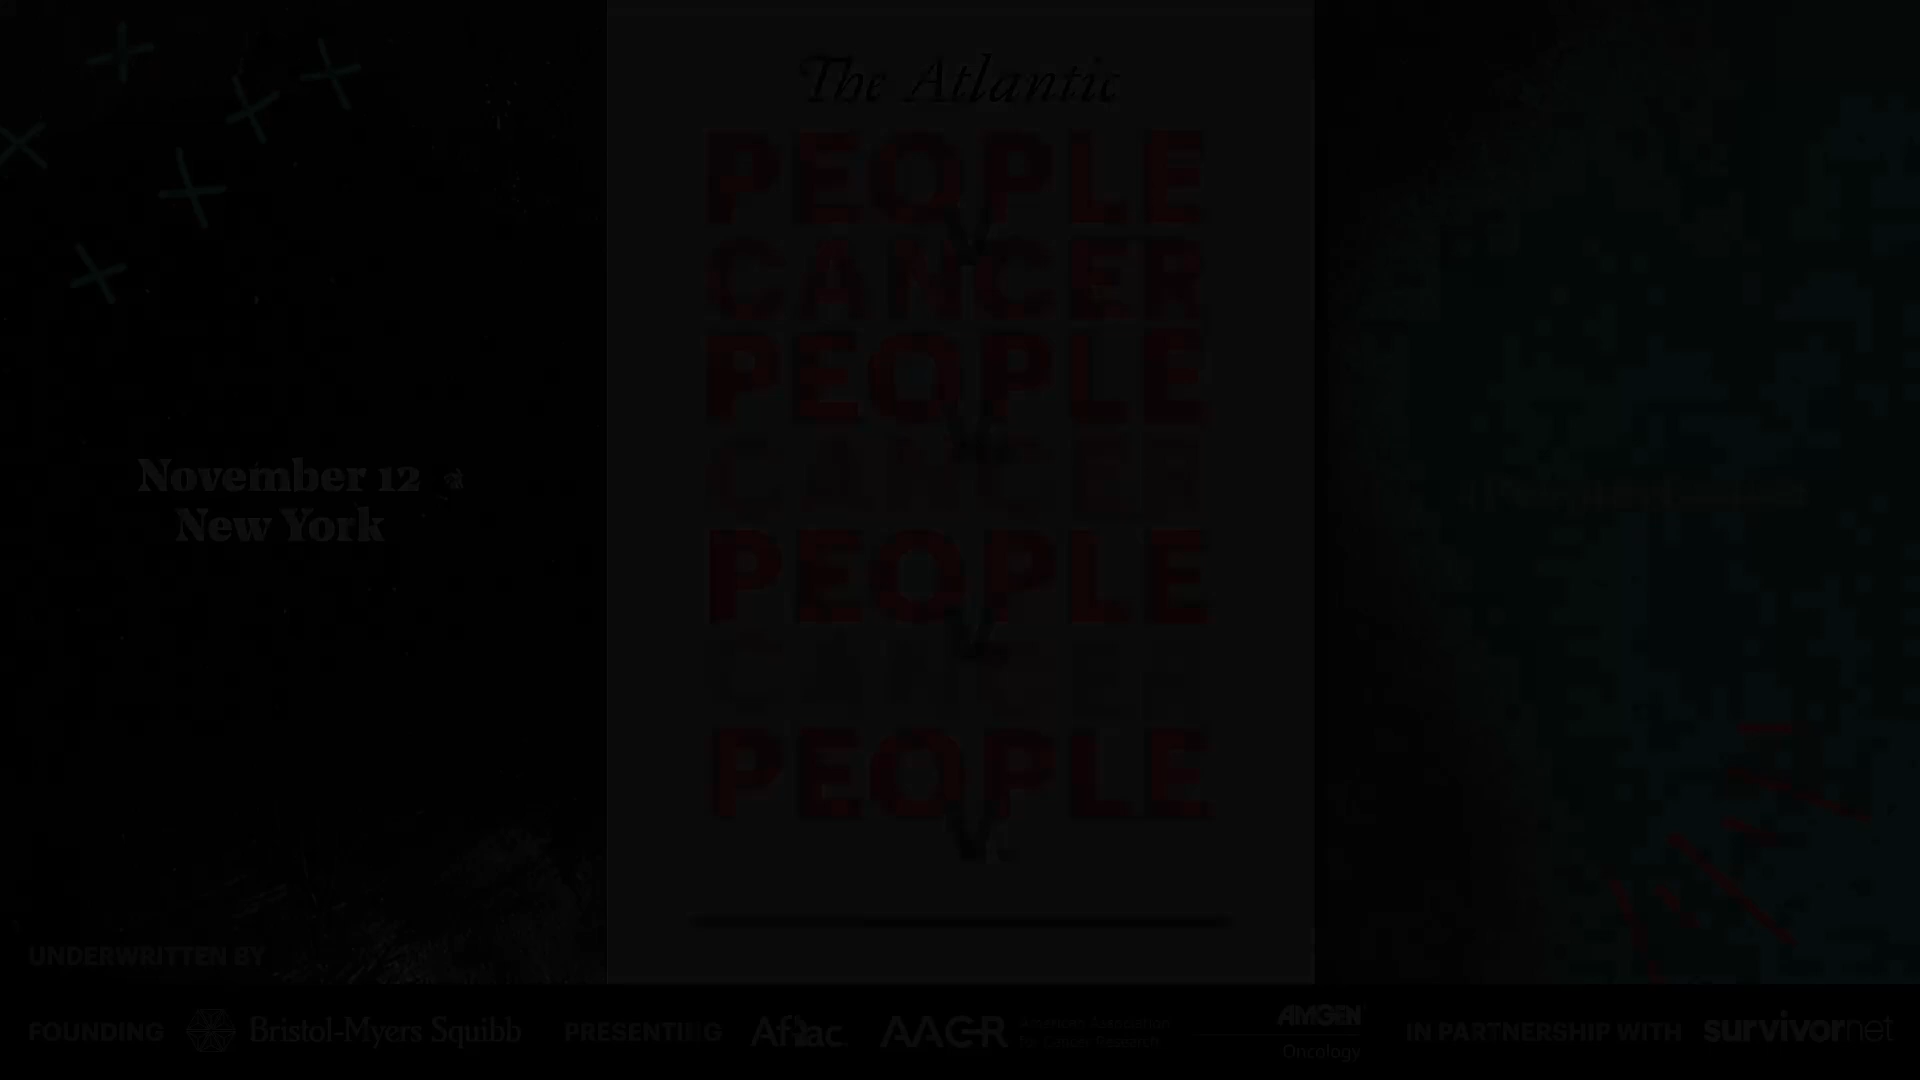 The Atlantic
PEOPLE
CANCER
PEOPLE
CANCER
PEOPLE
CANCER
PEOPLE
November 12
New York
UNDERWRITTEN BY
FOUNDING
Bristol-Myers Squibb
PRESENTING
Aflac
AACR
American Association
for Cancer Research
AMGEN
Oncology
IN PARTNERSHIP WITH
survivornet